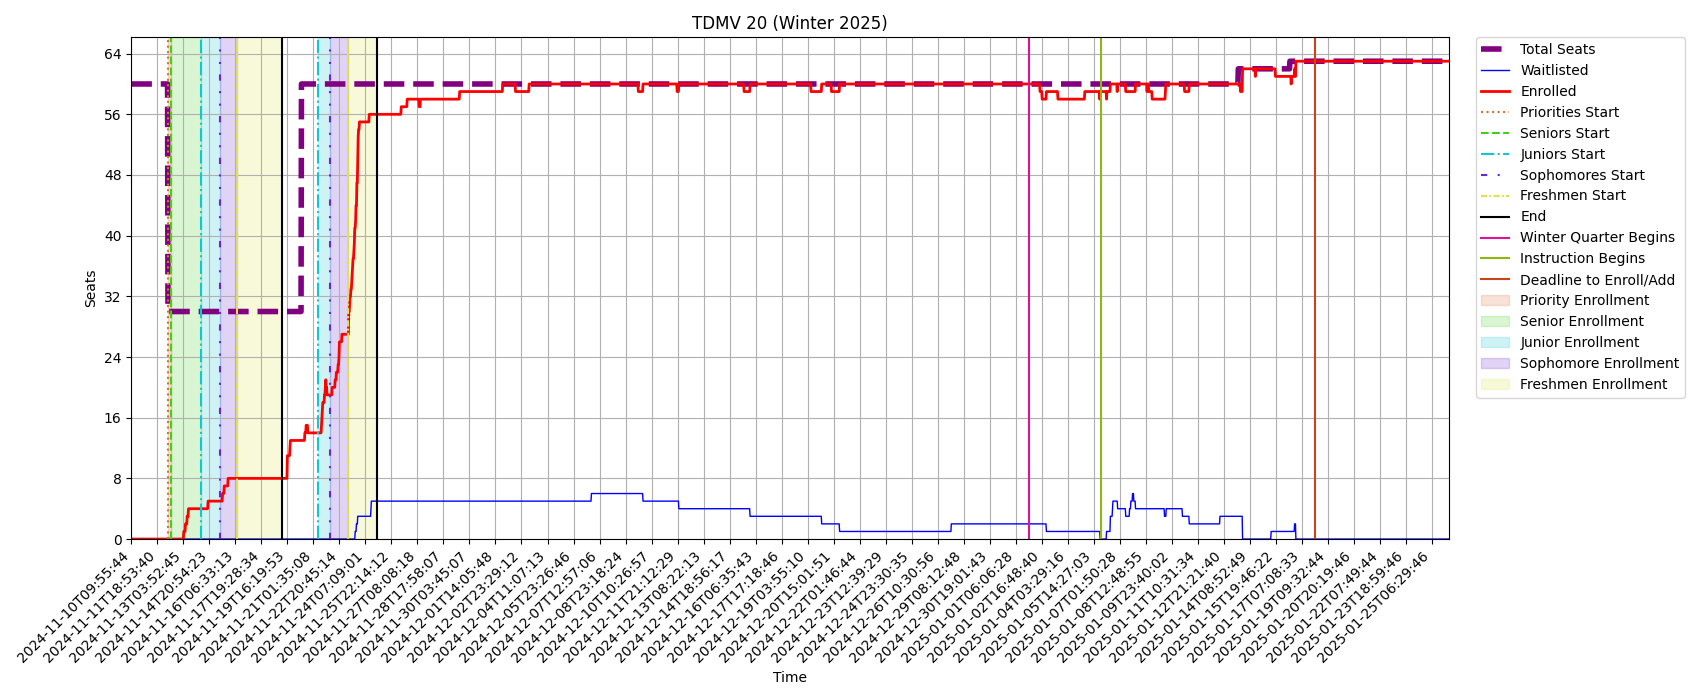 TDMV 20 (Winter 2025)
Seats
64
56
48
40
32
24
16
8
0
2024-11-10T09:55:44
2024-11-11T18:53:40
2024-11-13T03:52:45
2024-11-14T20:54:23
2024-11-16T06:33:13
2024-11-17T19:28:34
2024-11-19T16:19:53
2024-11-21T01:35:08
2024-11-22T20:45:14
2024-11-24T07:09:01
2024-11-25T22:14:12
2024-11-27T08:08:18
2024-11-28T17:58:07
2024-11-30T03:45:07
2024-12-01T14:05:48
2024-12-02T23:29:12
2024-12-04T11:07:13
2024-12-05T23:26:46
2024-12-07T12:57:06
2024-12-08T23:18:24
2024-12-10T10:26:57
2024-12-11T21:12:29
2024-12-13T08:22:13
2024-12-14T18:56:17
2024-12-16T06:35:43
2024-12-17T17:18:46
2024-12-19T03:55:10
2024-12-20T15:01:51
2024-12-22T01:46:44
2024-12-23T12:39:29
2024-12-24T23:30:35
2024-12-26T10:30:56
2024-12-29T08:12:48
2024-12-30T19:01:43
2025-01-01T06:06:28
2025-01-02T16:48:40
2025-01-04T03:29:16
2025-01-05T14:27:03
2025-01-07T01:50:28
2025-01-08T12:48:55
2025-01-09T23:40:02
2025-01-11T10:31:34
2025-01-12T21:21:40
2025-01-14T08:52:49
2025-01-15T19:46:22
2025-01-17T07:08:33
2025-01-19T09:32:44
2025-01-20T20:19:46
2025-01-22T07:49:44
2025-01-23T18:59:46
2025-01-25T06:29:46
Time
Total Seats
Waitlisted
Enrolled
Priorities Start
Seniors Start
Juniors Start
Sophomores Start
Freshmen Start
End
Winter Quarter Begins
Instruction Begins
Deadline to Enroll/Add
Priority Enrollment
Senior Enrollment
Junior Enrollment
Sophomore Enrollment
Freshmen Enrollment